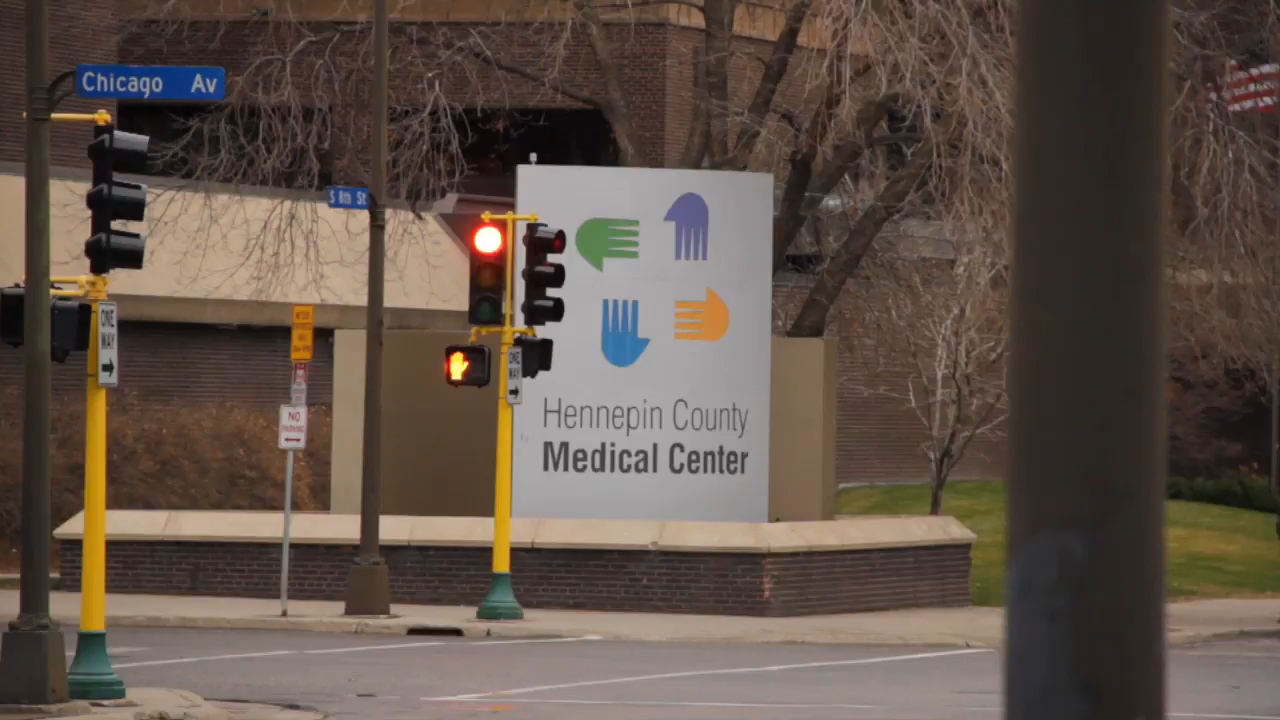 Chicago Av
S 8th St
ONE
WAY
NO
PARKING
ONE
WAY
Hennepin County
Medical Center